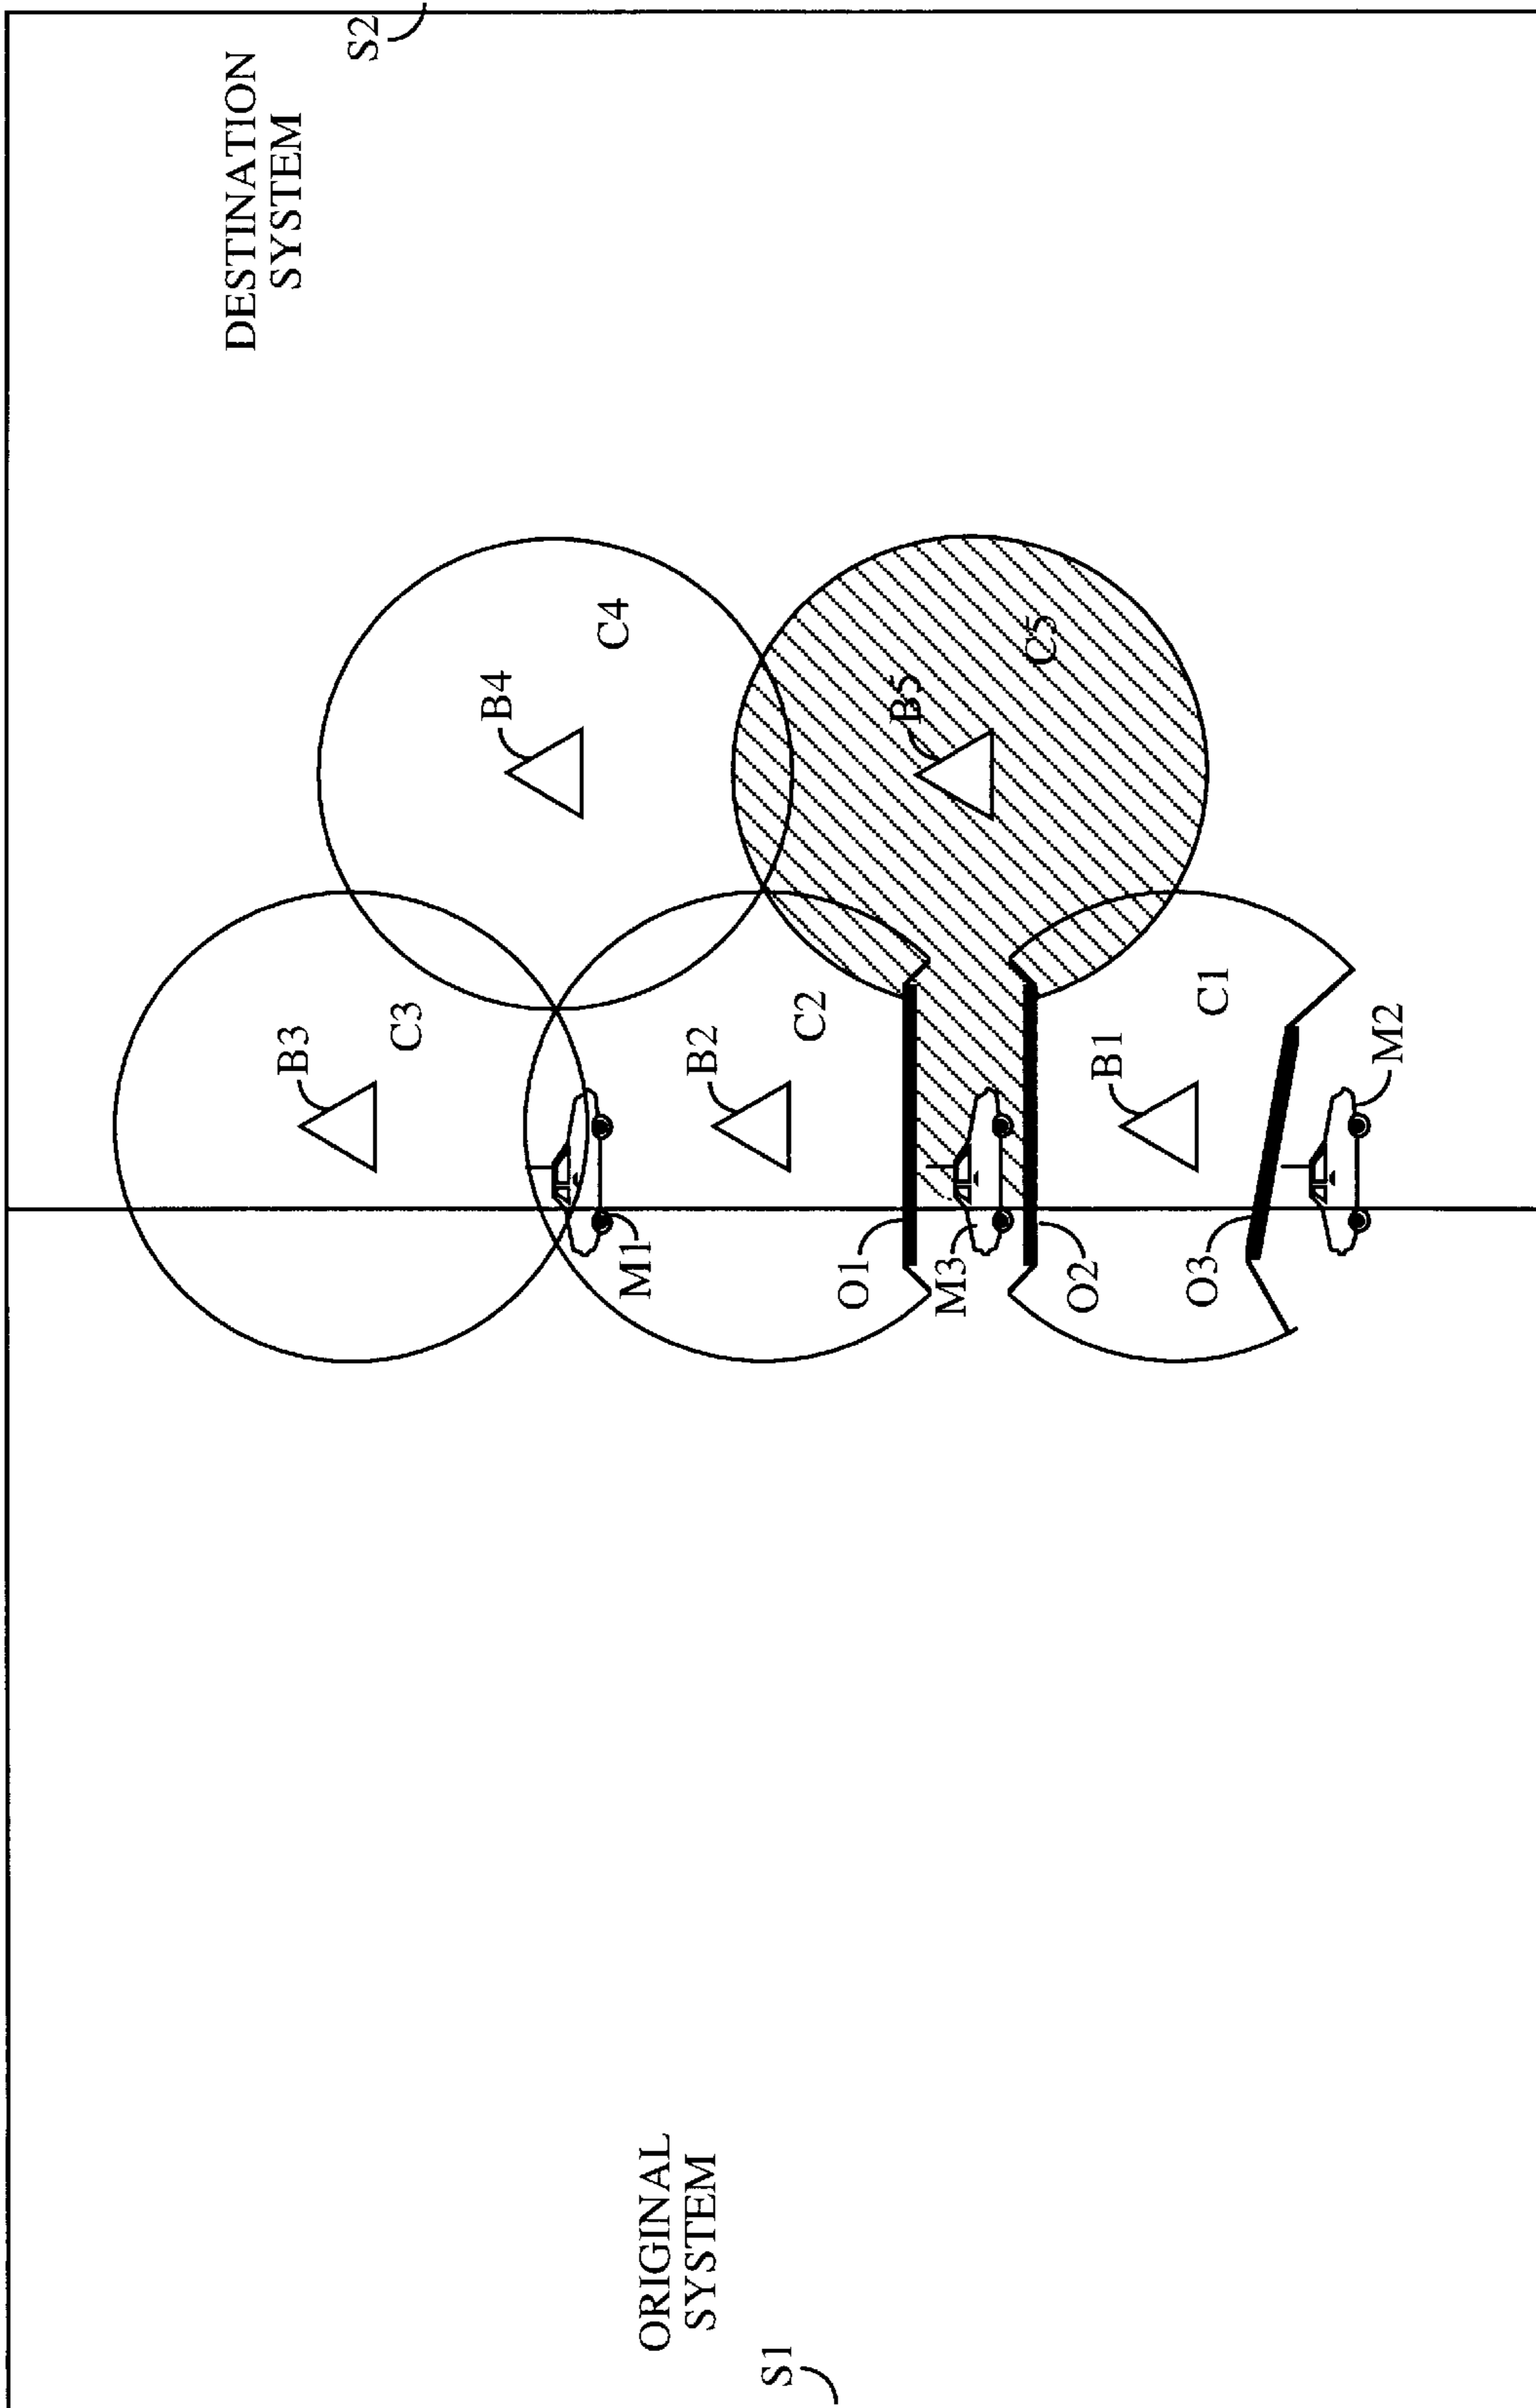 S2
DESTINATION
SYSTEM
B4
C4
B5
C5
B3
C3
B2
C2
B1
C1
M2
M1
O1
M3
O2
O3
ORIGINAL
SYSTEM
S1